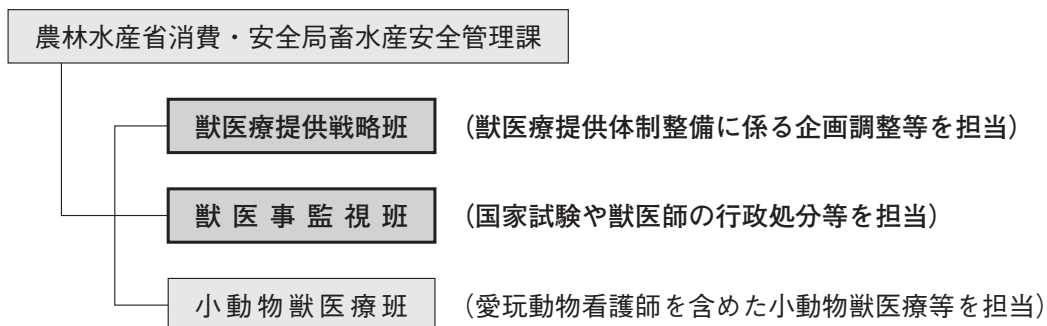 農林水産省消費・安全局畜水産安全管理課
獣医療提供戦略班 （獣医療提供体制整備に係る企画調整等を担当）
獣医事監視班 （国家試験や獣医師の行政処分等を担当）
小動物獣医療班 （愛玩動物看護師を含めた小動物獣医療等を担当）